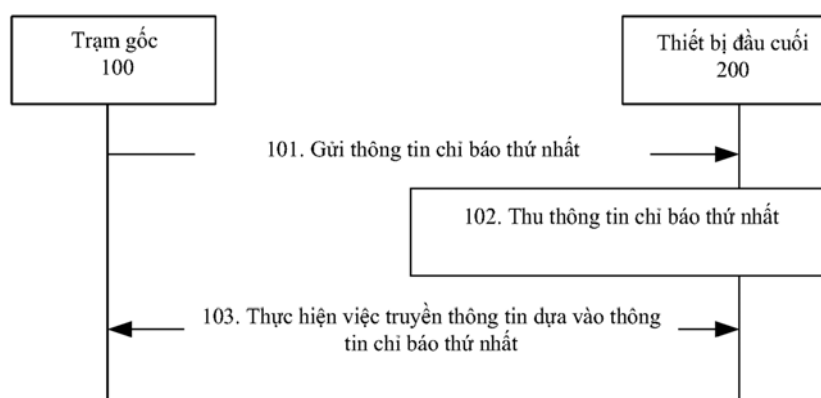 Trạm gốc
100
Thiết bị đầu cuối
200
101. Gửi thông tin chỉ báo thứ nhất
102. Thu thông tin chỉ báo thứ nhất
103. Thực hiện việc truyền thông tin dựa vào thông
tin chỉ báo thứ nhất